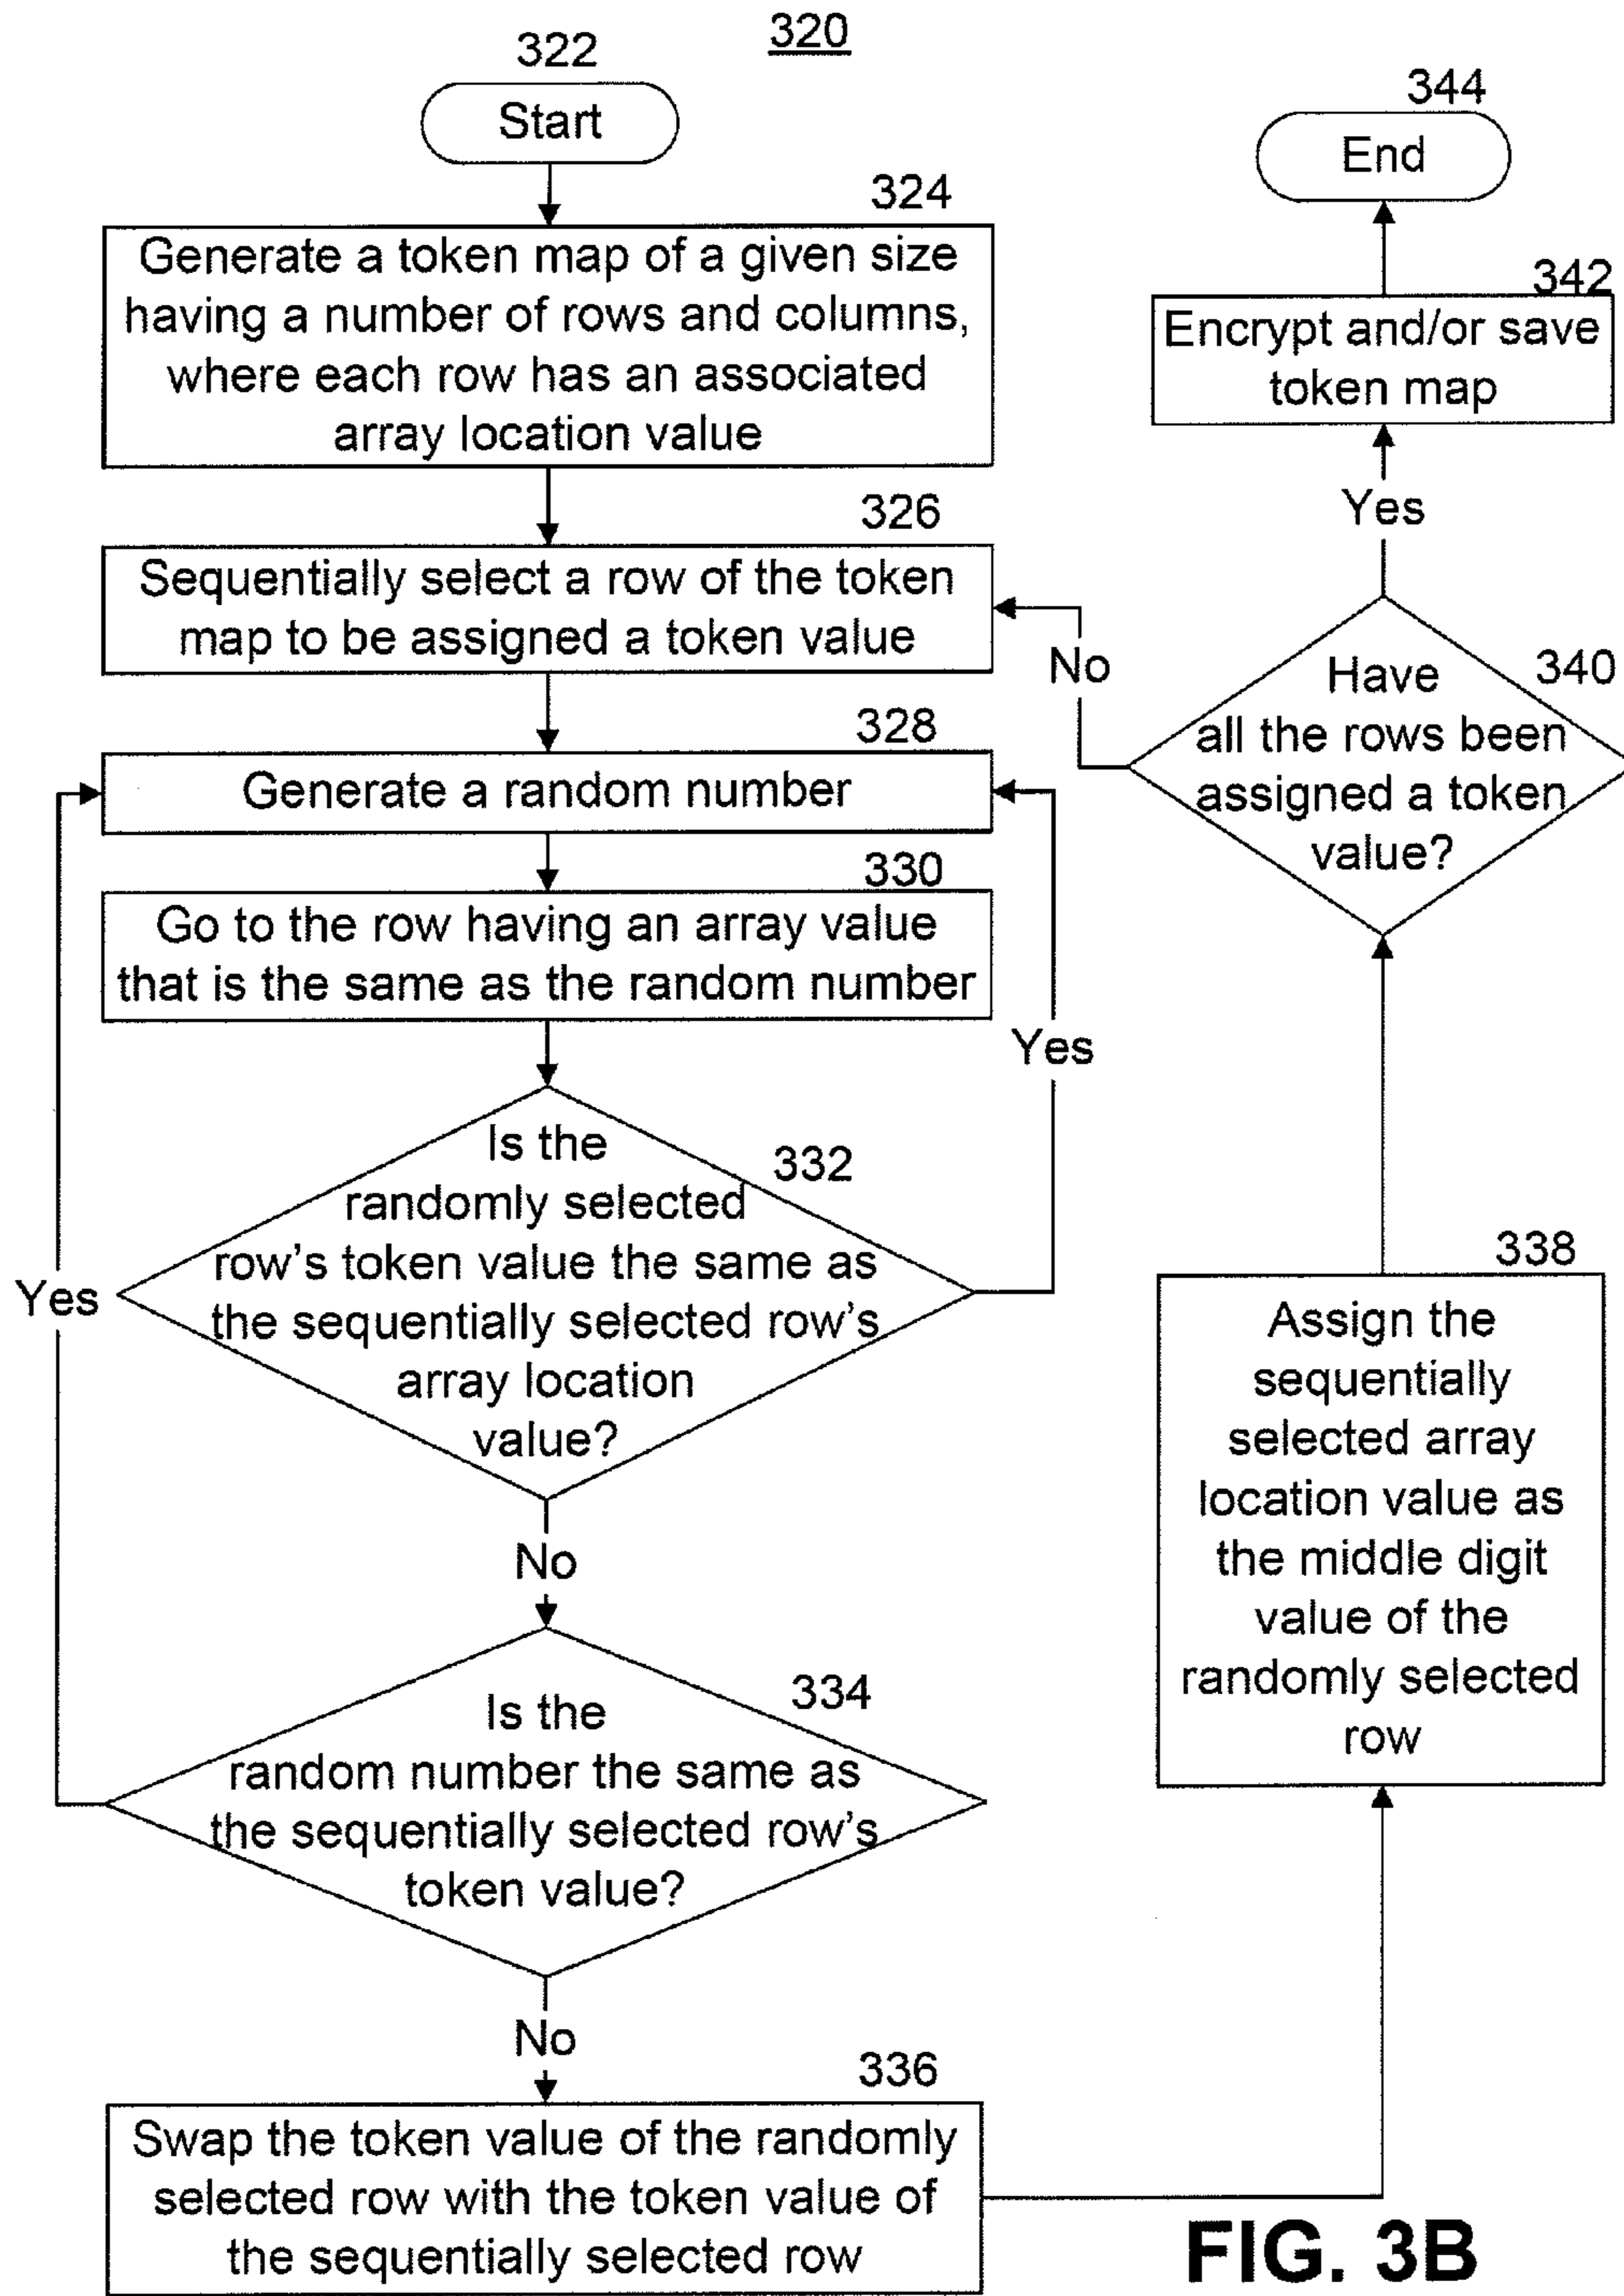 320
322
Start
324
Generate a token map of a given size
having a number of rows and columns,
where each row has an associated
array location value
326
Sequentially select a row of the token
map to be assigned a token value
328
Generate a random number
330
Go to the row having an array value
that is the same as the random number
Is the
randomly selected
row's token value the same as
the sequentially selected row's
array location
value?
332
Yes
No
Is the
random number the same as
the sequentially selected row's
token value?
334
Yes
No
336
Swap the token value of the randomly
selected row with the token value of
the sequentially selected row
338
Assign the
sequentially
selected array
location value as
the middle digit
value of the
randomly selected
row
Have
all the rows been
assigned a token
value?
340
No
Yes
342
Encrypt and/or save
token map
344
End
FIG. 3B